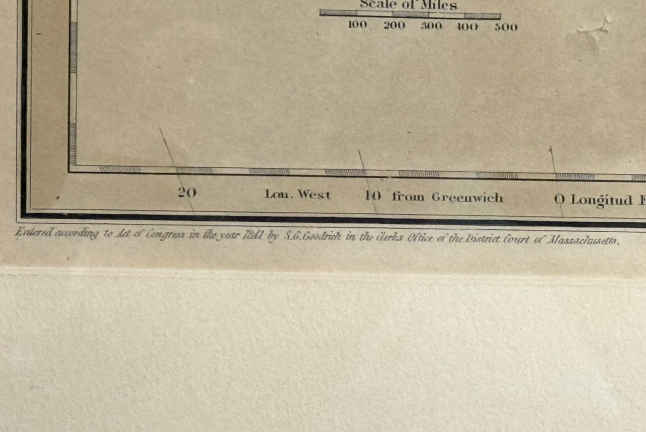 Scale of Miles
100 200 300 400 500
20 Lon. West 10 from Greenwich 0 Longitud
Entered according to Act of Congress in the year 1841 by S.G. Goodrich in the Clerks Office of the District Court of Massachusetts.